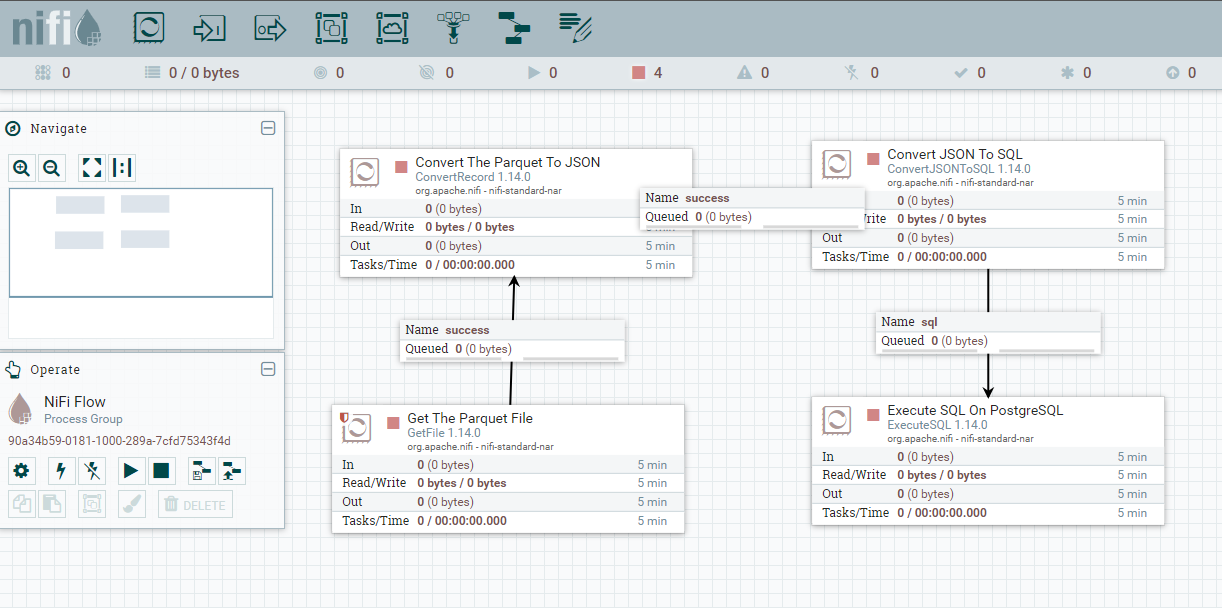 nifi
0
0 / 0 bytes
0
0
0
4
0
0
0
0
0
Navigate
Operate
NiFi Flow
Process Group
90a34b59-0181-1000-289a-7cfd75343f4d
DELETE
Convert The Parquet To JSON
ConvertRecord 1.14.0
org.apache.nifi - nifi-standard-nar
In 0 (0 bytes)
Read/Write 0 bytes / 0 bytes
Out 0 (0 bytes) 5 min
Tasks/Time 0 / 00:00:00.000 5 min
Name success
Queued 0 (0 bytes)
Convert JSON To SQL
ConvertJSONToSQL 1.14.0
org.apache.nifi - nifi-standard-nar
0 (0 bytes) 5 min
rite 0 bytes / 0 bytes 5 min
Out 0 (0 bytes) 5 min
Tasks/Time 0 / 00:00:00.000 5 min
Name success
Queued 0 (0 bytes)
Name sql
Queued 0 (0 bytes)
Get The Parquet File
GetFile 1.14.0
org.apache.nifi - nifi-standard-nar
In 0 (0 bytes) 5 min
Read/Write 0 bytes / 0 bytes 5 min
Out 0 (0 bytes) 5 min
Tasks/Time 0 / 00:00:00.000 5 min
Execute SQL On PostgreSQL
ExecuteSQL 1.14.0
org.apache.nifi - nifi-standard-nar
In 0 (0 bytes) 5 min
Read/Write 0 bytes / 0 bytes 5 min
Out 0 (0 bytes) 5 min
Tasks/Time 0 / 00:00:00.000 5 min